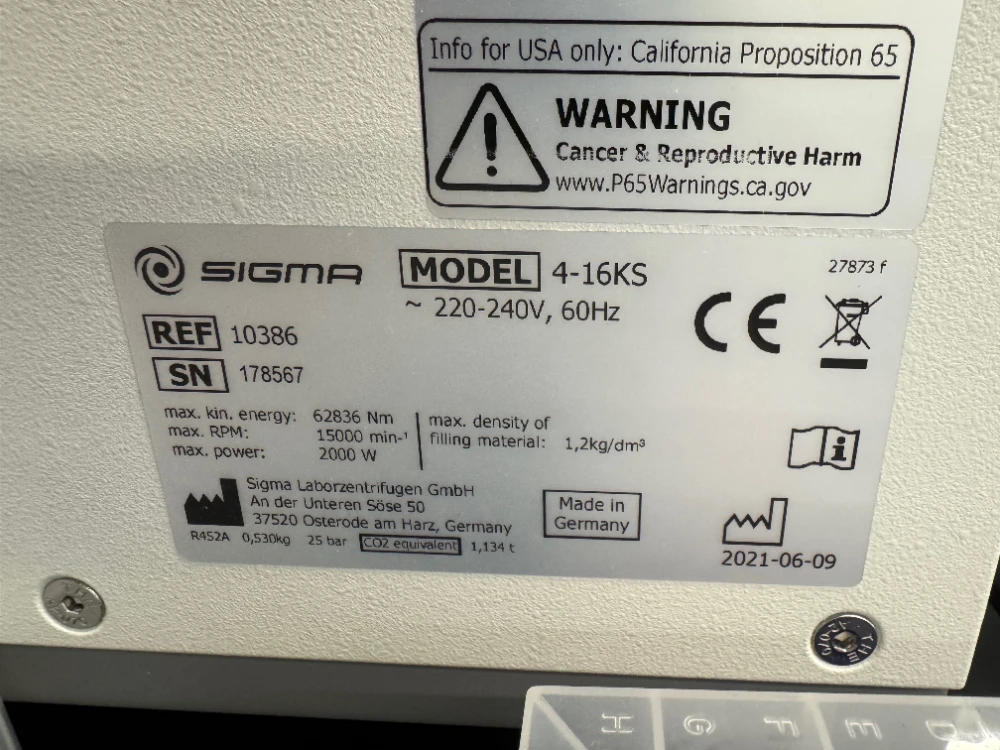 Info for USA only: California Proposition 65
WARNING
Cancer & Reproductive Harm
www.P65Warnings.ca.gov
SIGMA
MODEL 4-16KS
27873 f
~ 220-240V, 60Hz
CE
REF 10386
SN 178567
max. kin. energy: 62836 Nm
max. RPM: 15000 min-¹
max. power: 2000 W
max. density of
filling material: 1,2kg/dm³
i
Sigma Laborzentrifugen GmbH
An der Unteren Söse 50
37520 Osterode am Harz, Germany
Made in
Germany
R452A 0,530kg 25 bar CO2 equivalent 1,134 t
2021-06-09
H G F E D